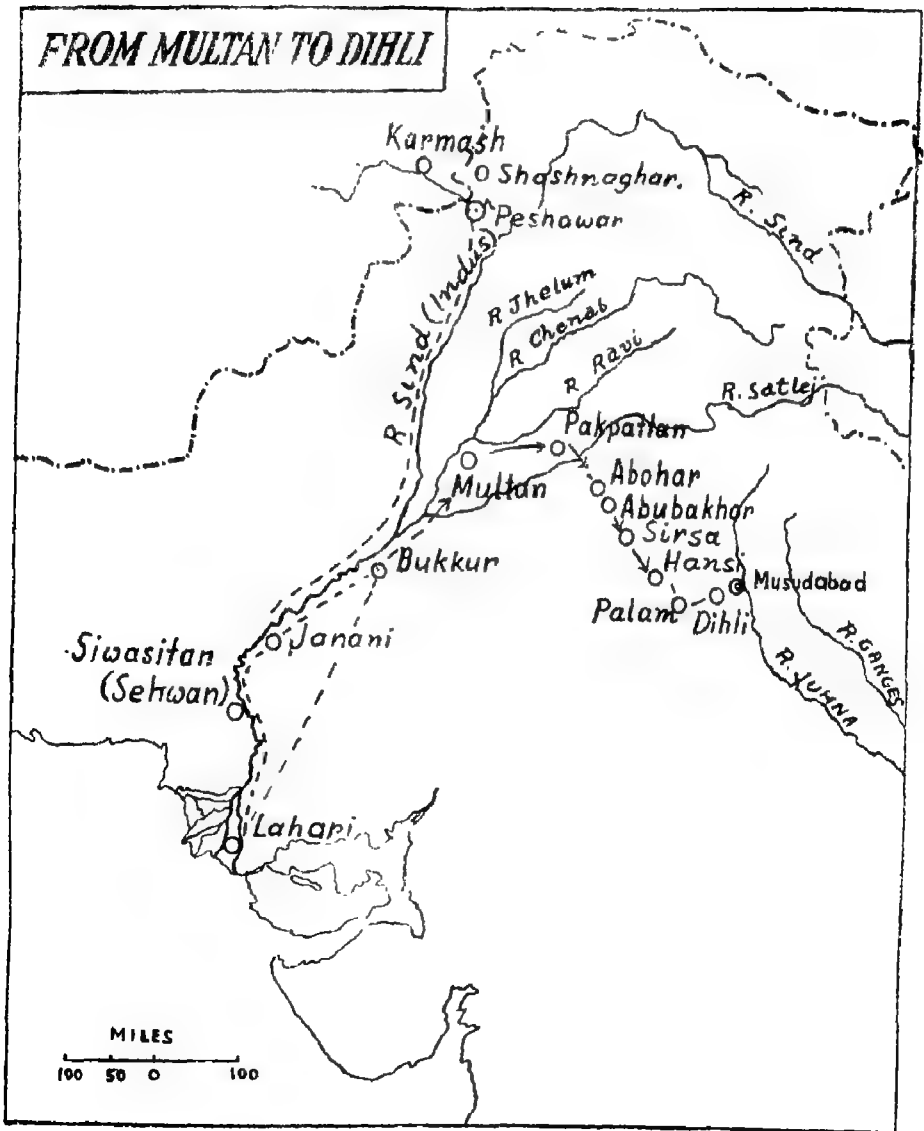 FROM MULTAN TO DIHLI
Karmash
Shashnaghar.
Peshawar
R. Sind
R. Sind (Indus)
R Jhelum
R Chenab
R Ravi
R. Satlej
Pakpattan
Multan
Abohar
Abubakhar
Sirsa
Hansi
Musudabad
Palam
Dihli
Bukkur
Janani
Siwasitan
(Sehwan)
R. GANGES
R. JUMNA
Lahari
MILES
100 50 0 100